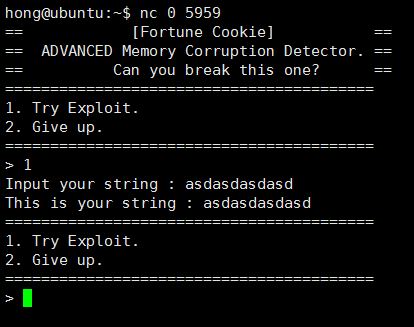 hong@ubuntu:~$ nc 0 5959
==            [Fortune Cookie]           ==
==  ADVANCED Memory Corruption Detector. ==
==          Can you break this one?      ==
=========================================
1. Try Exploit.
2. Give up.
=========================================
> 1
Input your string : asdasdasdasd
This is your string : asdasdasdasd
=========================================
1. Try Exploit.
2. Give up.
=========================================
>